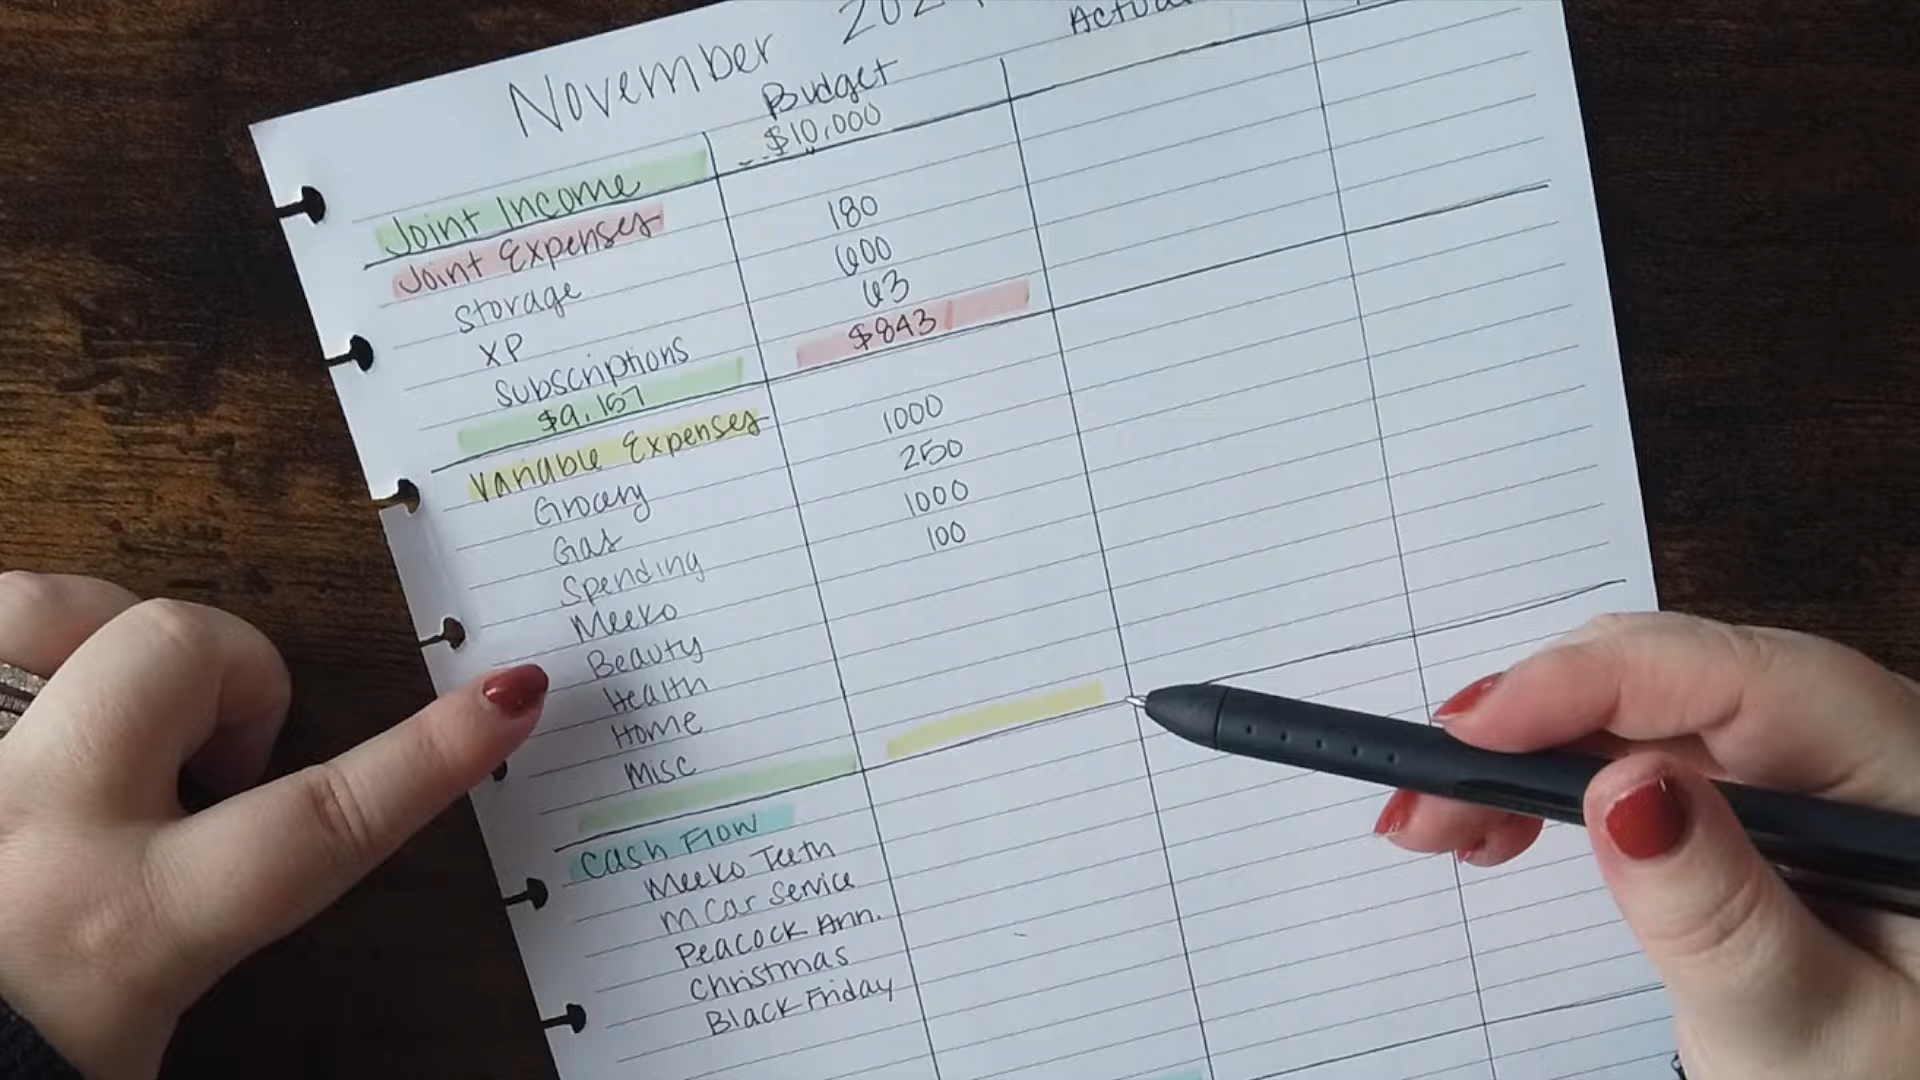 November
Budget
$10,000
Joint Income
Joint Expenses
Storage 180
XP 600
Subscriptions 63
$9,157 $843
Variable Expenses
Grocery 1000
Gas 250
Spending 1000
Meeko 100
Beauty
Health
Home
Misc
Cash Flow
Meeko Teeth
M Car Service
Peacock Ann.
Christmas
Black Friday